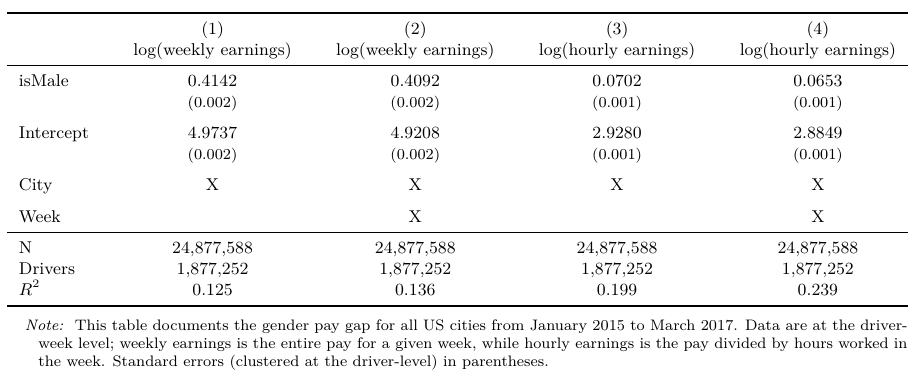 (1) (2) (3) (4)
log(weekly earnings) log(weekly earnings) log(hourly earnings) log(hourly earnings)
isMale 0.4142 0.4092 0.0702 0.0653
(0.002) (0.002) (0.001) (0.001)
Intercept 4.9737 4.9208 2.9280 2.8849
(0.002) (0.002) (0.001) (0.001)
City X X X X
Week X X
N 24,877,588 24,877,588 24,877,588 24,877,588
Drivers 1,877,252 1,877,252 1,877,252 1,877,252
R² 0.125 0.136 0.199 0.239
Note: This table documents the gender pay gap for all US cities from January 2015 to March 2017. Data are at the driver-
week level; weekly earnings is the entire pay for a given week, while hourly earnings is the pay divided by hours worked in
the week. Standard errors (clustered at the driver-level) in parentheses.